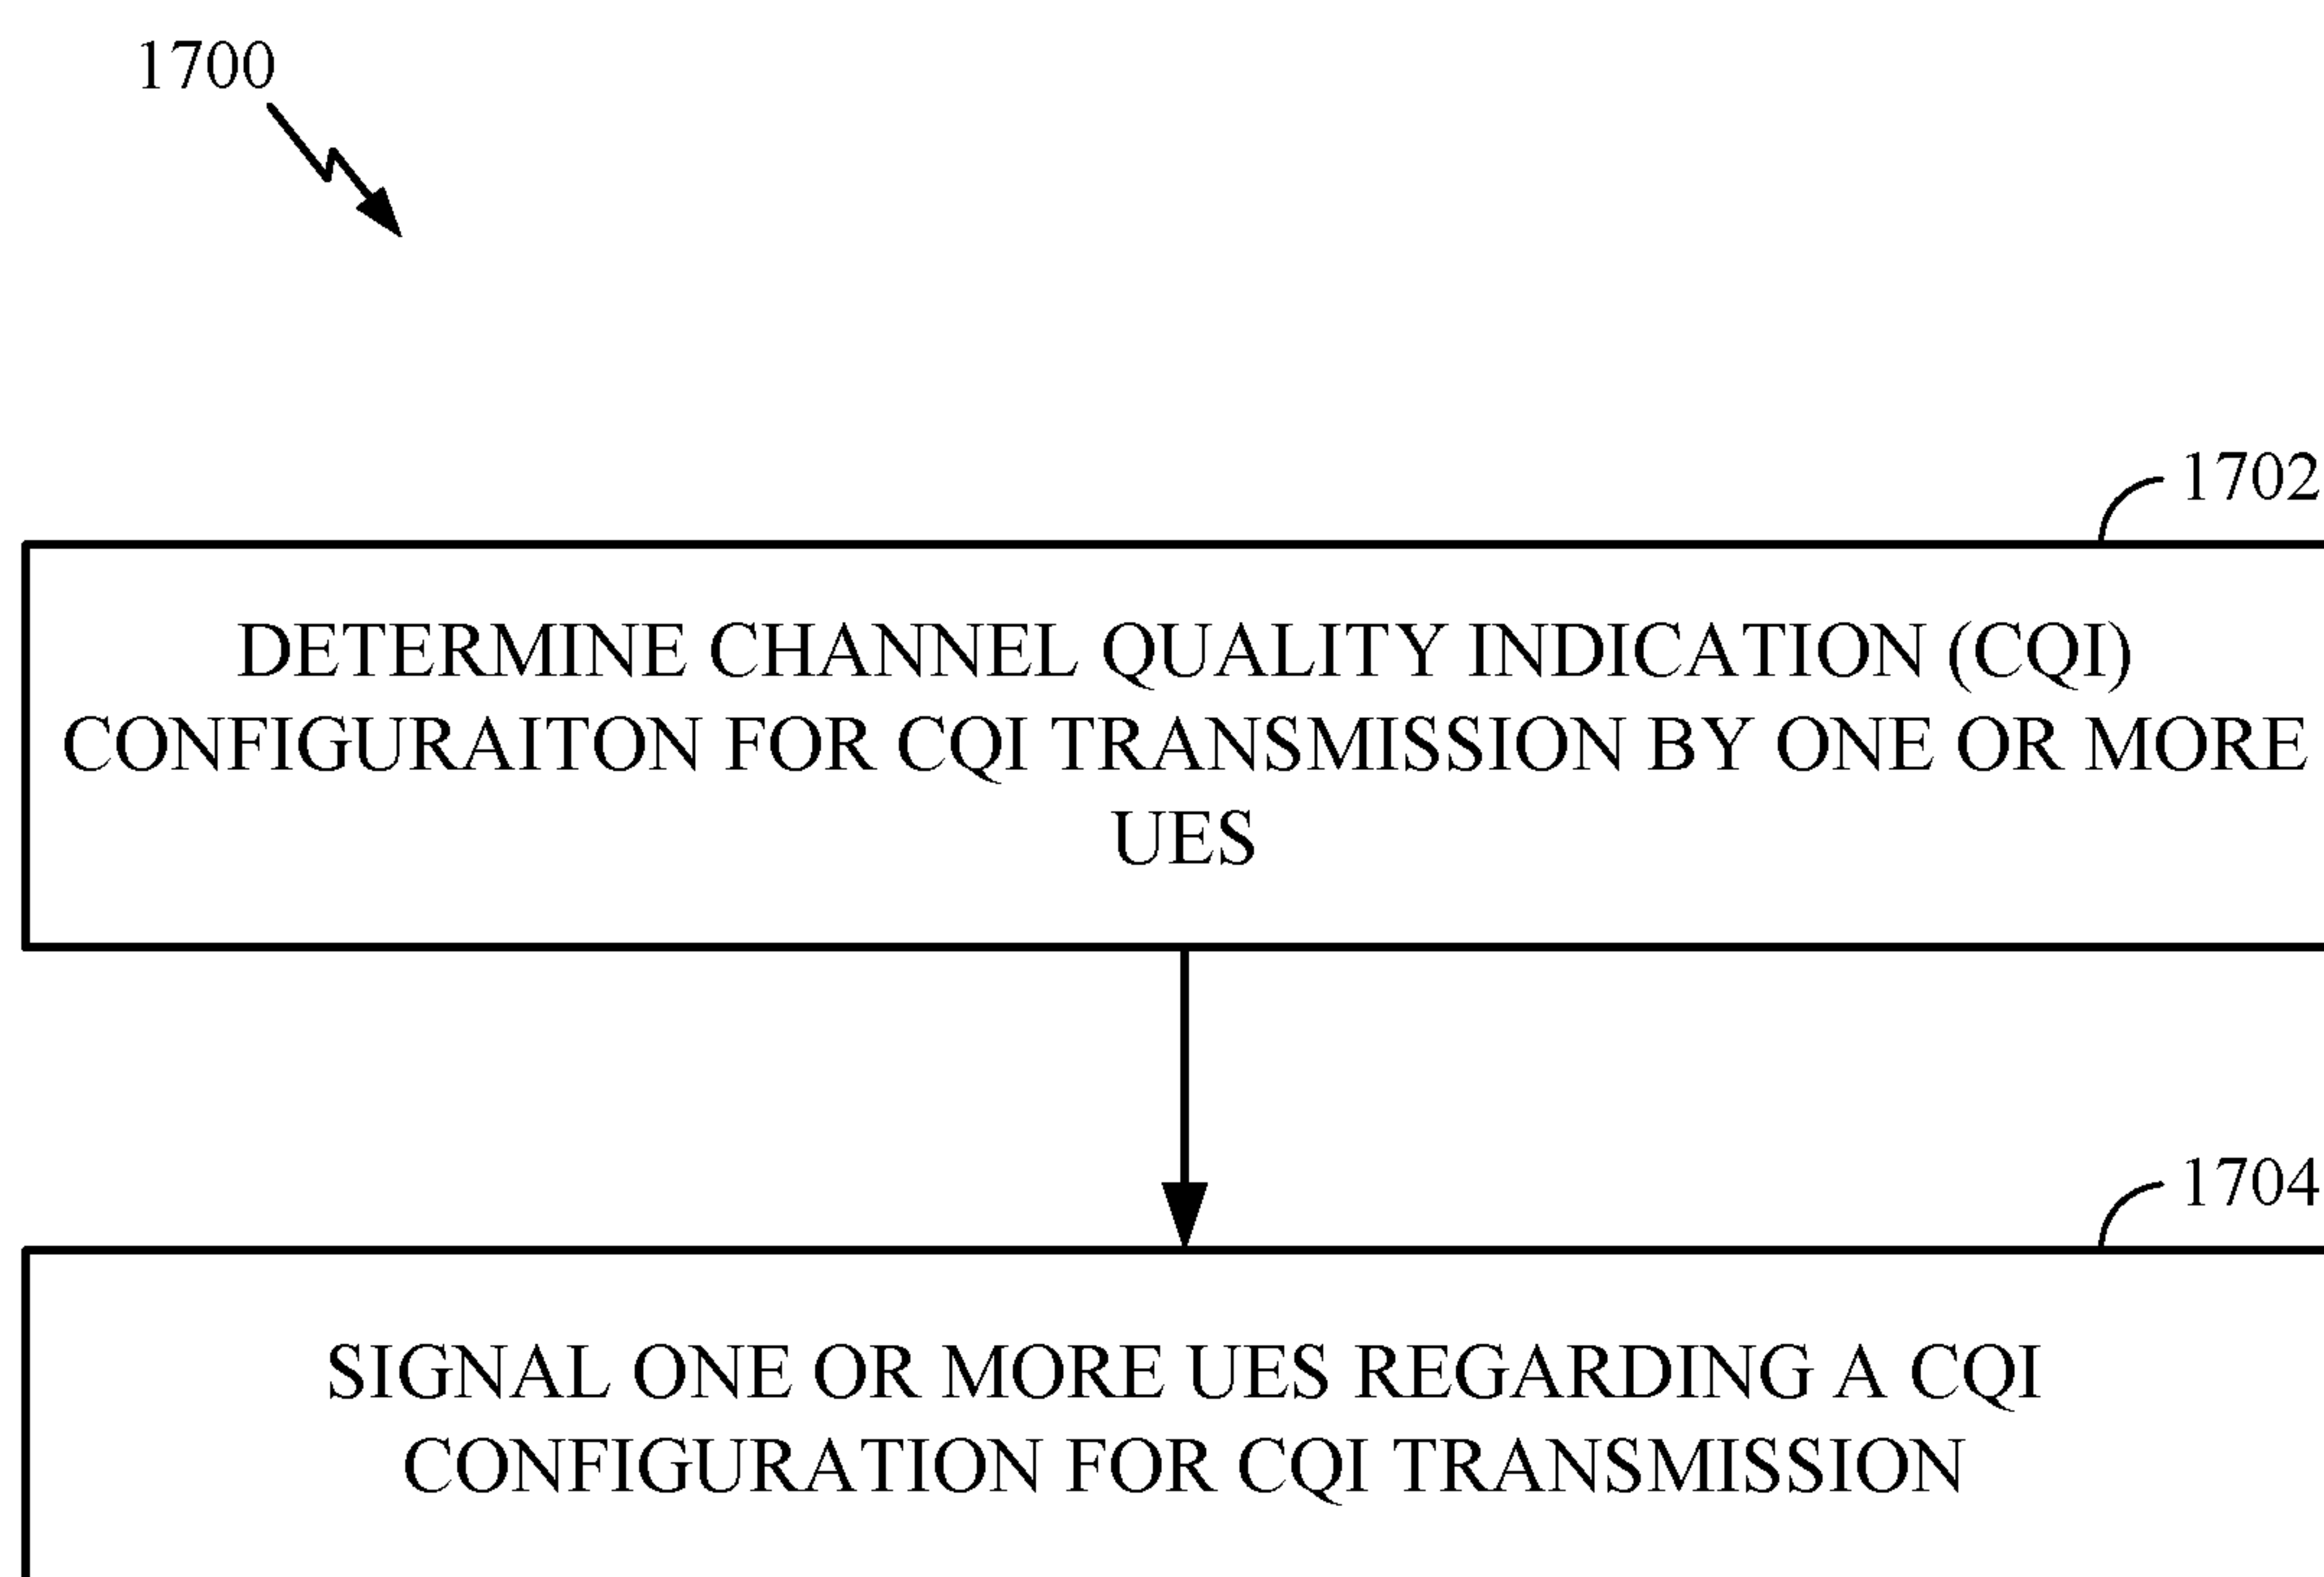 1700
1702
DETERMINE CHANNEL QUALITY INDICATION (CQI)
CONFIGURAITON FOR CQI TRANSMISSION BY ONE OR MORE
UES
1704
SIGNAL ONE OR MORE UES REGARDING A CQI
CONFIGURATION FOR CQI TRANSMISSION